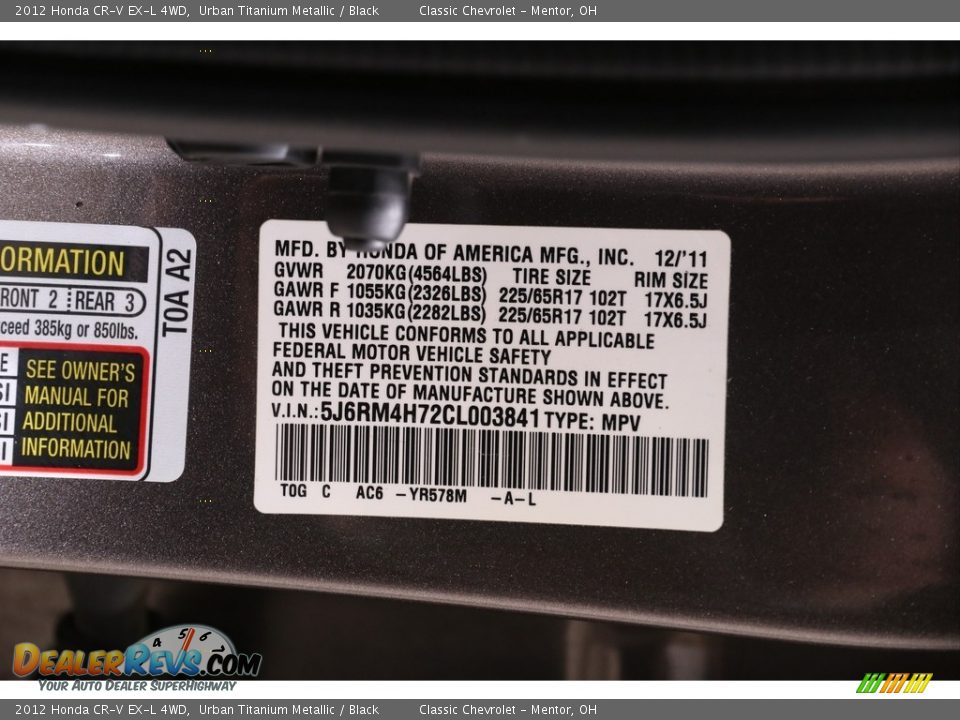 2012 Honda CR-V EX-L 4WD, Urban Titanium Metallic / Black Classic Chevrolet - Mentor, OH
ORMATION
RONT 2 REAR 3
ceed 385kg or 850lbs.
SEE OWNER'S
MANUAL FOR
ADDITIONAL
INFORMATION
T0A A2
MFD. BY HONDA OF AMERICA MFG., INC. 12/'11
GVWR 2070KG(4564LBS) TIRE SIZE RIM SIZE
GAWR F 1055KG(2326LBS) 225/65R17 102T 17X6.5J
GAWR R 1035KG(2282LBS) 225/65R17 102T 17X6.5J
THIS VEHICLE CONFORMS TO ALL APPLICABLE
FEDERAL MOTOR VEHICLE SAFETY
AND THEFT PREVENTION STANDARDS IN EFFECT
ON THE DATE OF MANUFACTURE SHOWN ABOVE.
V.I.N.:5J6RM4H72CL003841 TYPE: MPV
T0G C AC6 -YR578M -A-L
4 5 6
DEALERREVS.COM
YOUR AUTO DEALER SUPERHIGHWAY
2012 Honda CR-V EX-L 4WD, Urban Titanium Metallic / Black Classic Chevrolet - Mentor, OH